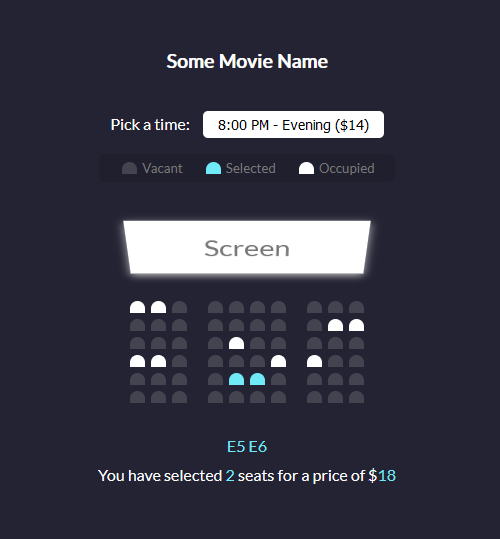 Some Movie Name
Pick a time: 8:00 PM - Evening ($14)
Vacant Selected Occupied
Screen
E5 E6
You have selected 2 seats for a price of $18